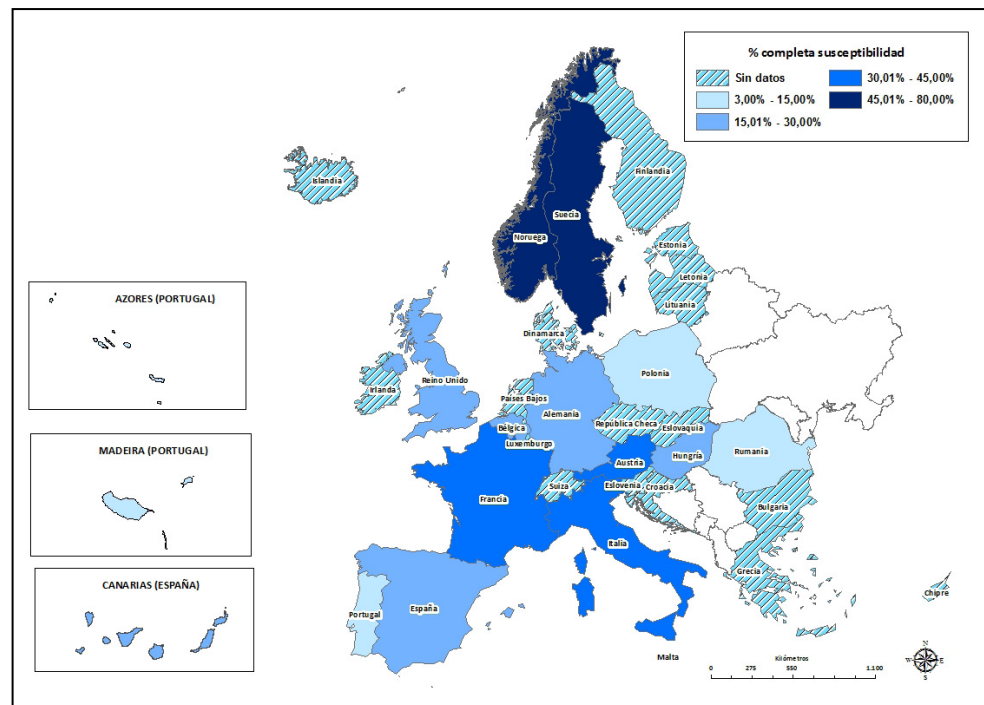 % completa susceptibilidad
Sin datos
3,00% - 15,00%
15,01% - 30,00%
30,01% - 45,00%
45,01% - 80,00%
Islandia
Finlandia
Suecia
Noruega
Estonia
Letonia
Lituania
AZORES (PORTUGAL)
Dinamarca
Polonia
Reino Unido
Irlanda
Países Bajos
Alemania
República Checa
Eslovaquia
Bélgica
Luxemburgo
MADEIRA (PORTUGAL)
Austria
Hungría
Rumania
Suiza
Eslovenia
Croacia
Francia
Bulgaria
Italia
Grecia
CANARIAS (ESPAÑA)
Chipre
Portugal
España
Malta
Kilómetros
0 275 550 1.100
N
W E
S